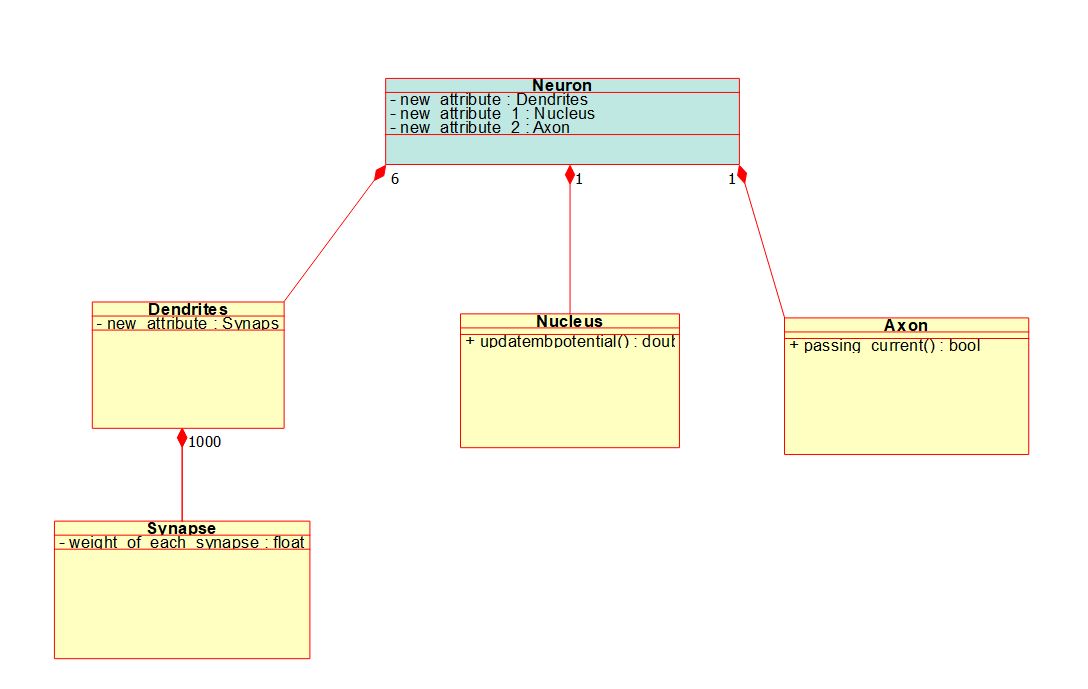 Neuron
- new_attribute : Dendrites
- new_attribute_1 : Nucleus
- new_attribute_2 : Axon
6
1
1
Dendrites
- new_attribute : Synaps
Nucleus
+ updatembpotential() : doub
Axon
+ passing_current() : bool
1000
Synapse
- weight_of_each_synapse : float